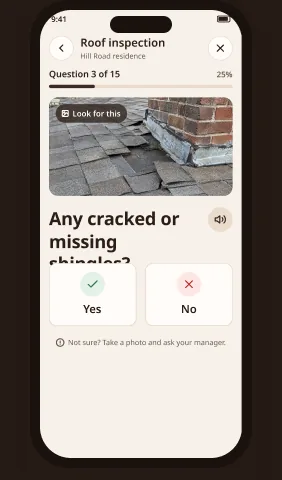 9:41
Roof inspection
Hill Road residence
Question 3 of 15
25%
Look for this
Any cracked or
missing
shingles?
Yes
No
Not sure? Take a photo and ask your manager.